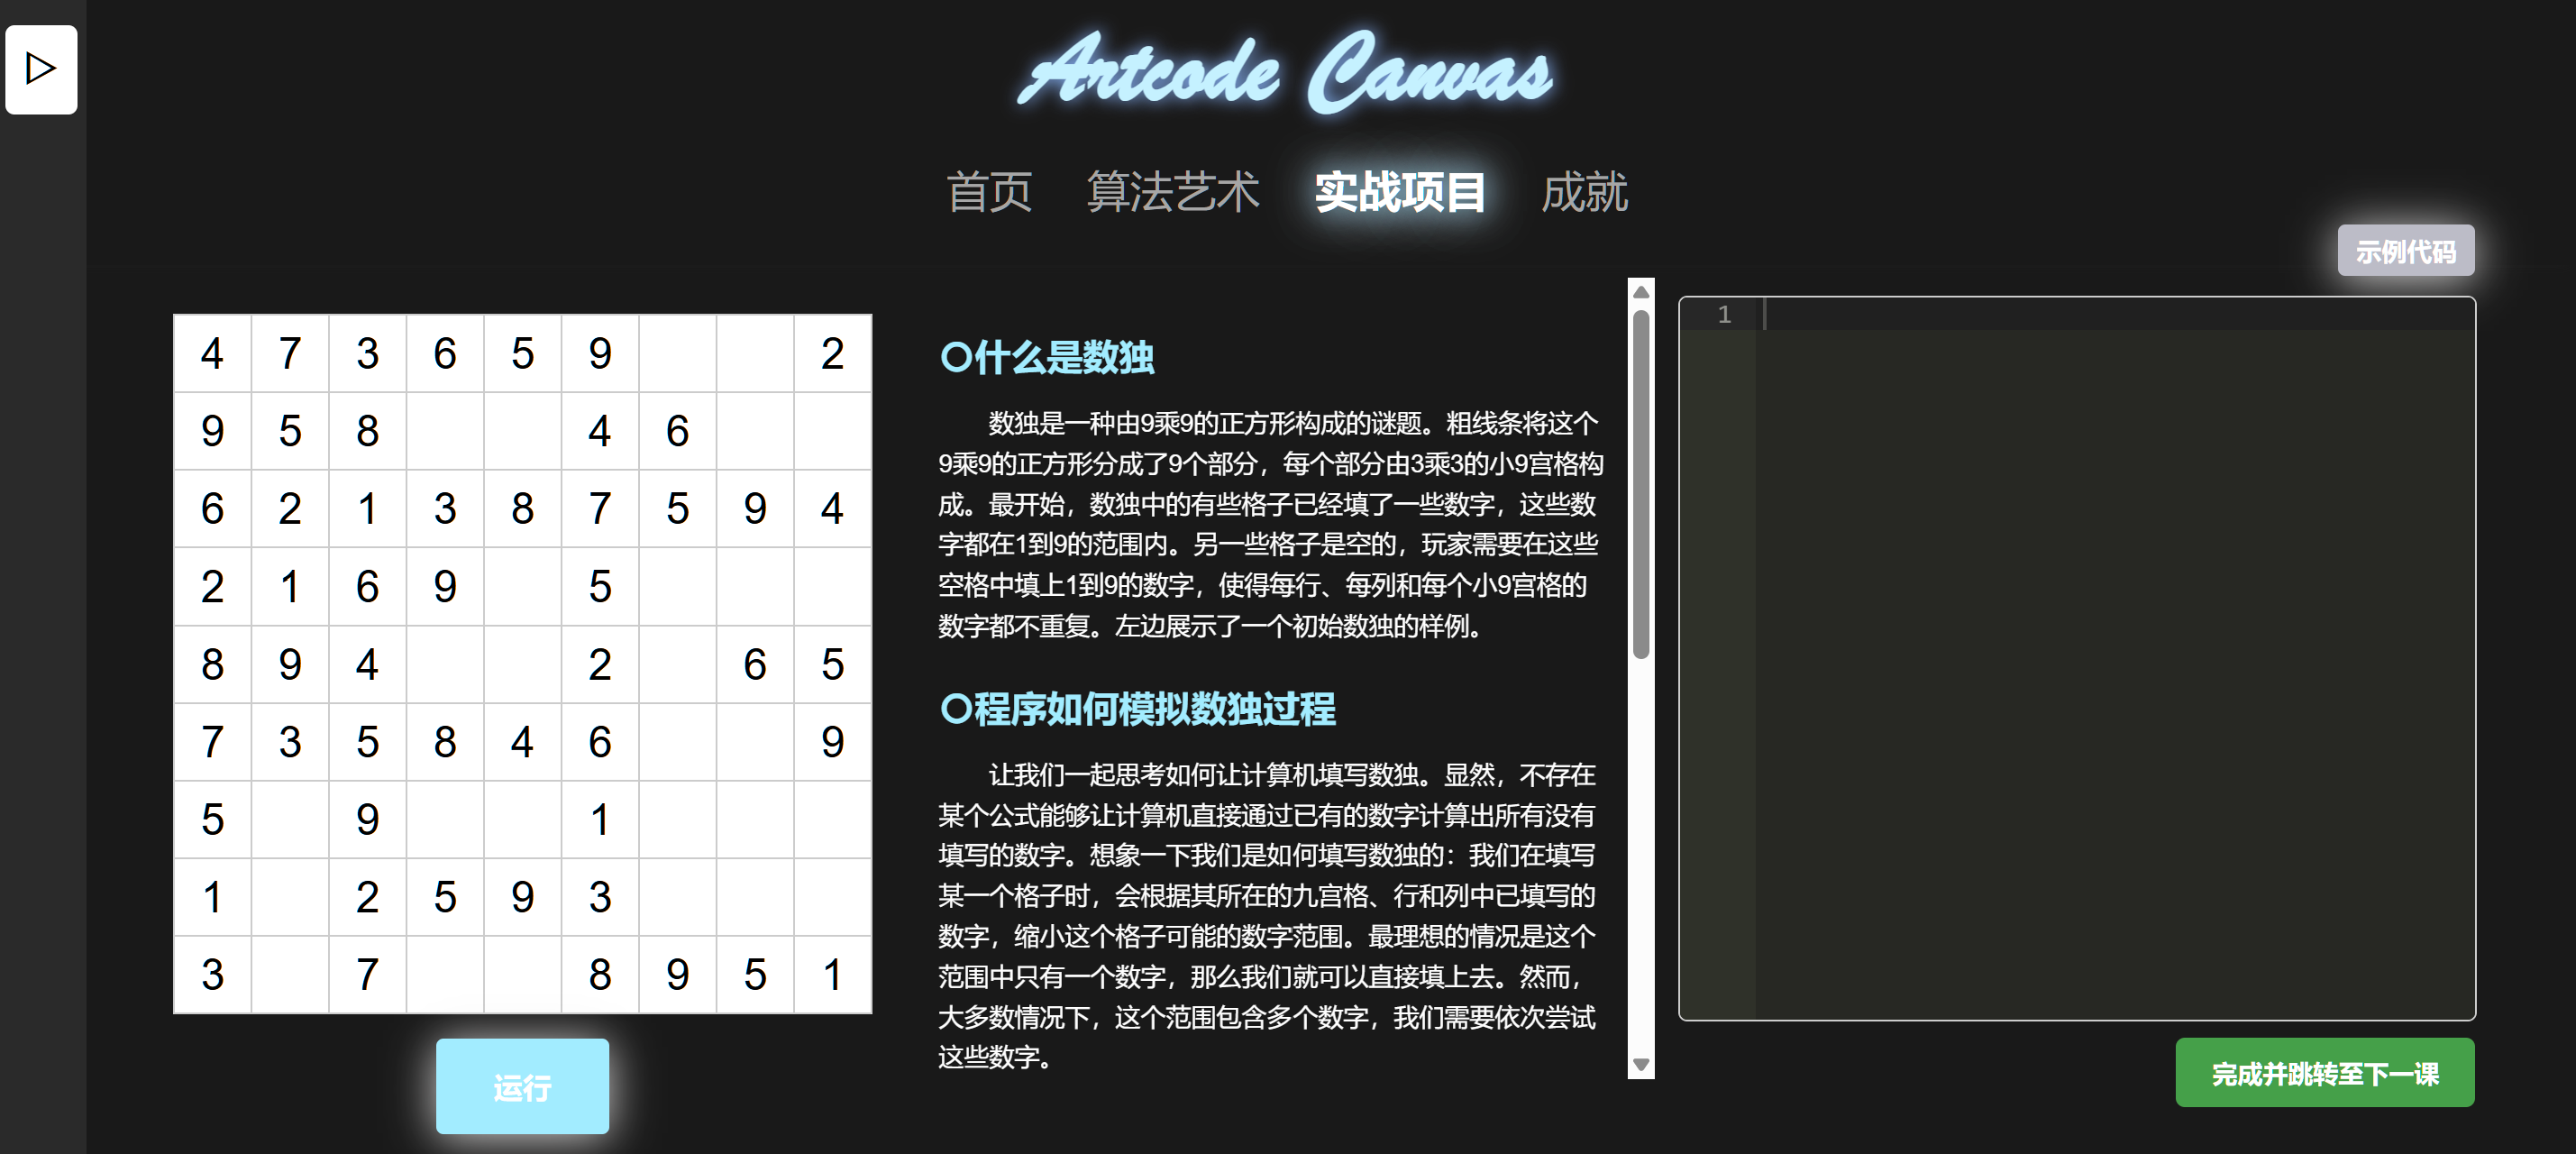 Artcode Canvas
首页 算法艺术 实战项目 成就
示例代码
4 7 3 6 5 9 2
9 5 8 4 6
6 2 1 3 8 7 5 9 4
2 1 6 9 5
8 9 4 2 6 5
7 3 5 8 4 6 9
5 9 1
1 2 5 9 3
3 7 8 9 5 1
运行
什么是数独
数独是一种由9乘9的正方形构成的谜题。粗线条将这个
9乘9的正方形分成了9个部分，每个部分由3乘3的小9宫格构
成。最开始，数独中的有些格子已经填了一些数字，这些数
字都在1到9的范围内。另一些格子是空的，玩家需要在这些
空格中填上1到9的数字，使得每行、每列和每个小9宫格的
数字都不重复。左边展示了一个初始数独的样例。
程序如何模拟数独过程
让我们一起思考如何让计算机填写数独。显然，不存在
某个公式能够让计算机直接通过已有的数字计算出所有没有
填写的数字。想象一下我们是如何填写数独的：我们在填写
某一个格子时，会根据其所在的九宫格、行和列中已填写的
数字，缩小这个格子可能的数字范围。最理想的情况是这个
范围中只有一个数字，那么我们就可以直接填上去。然而，
大多数情况下，这个范围包含多个数字，我们需要依次尝试
这些数字。
1
完成并跳转至下一课